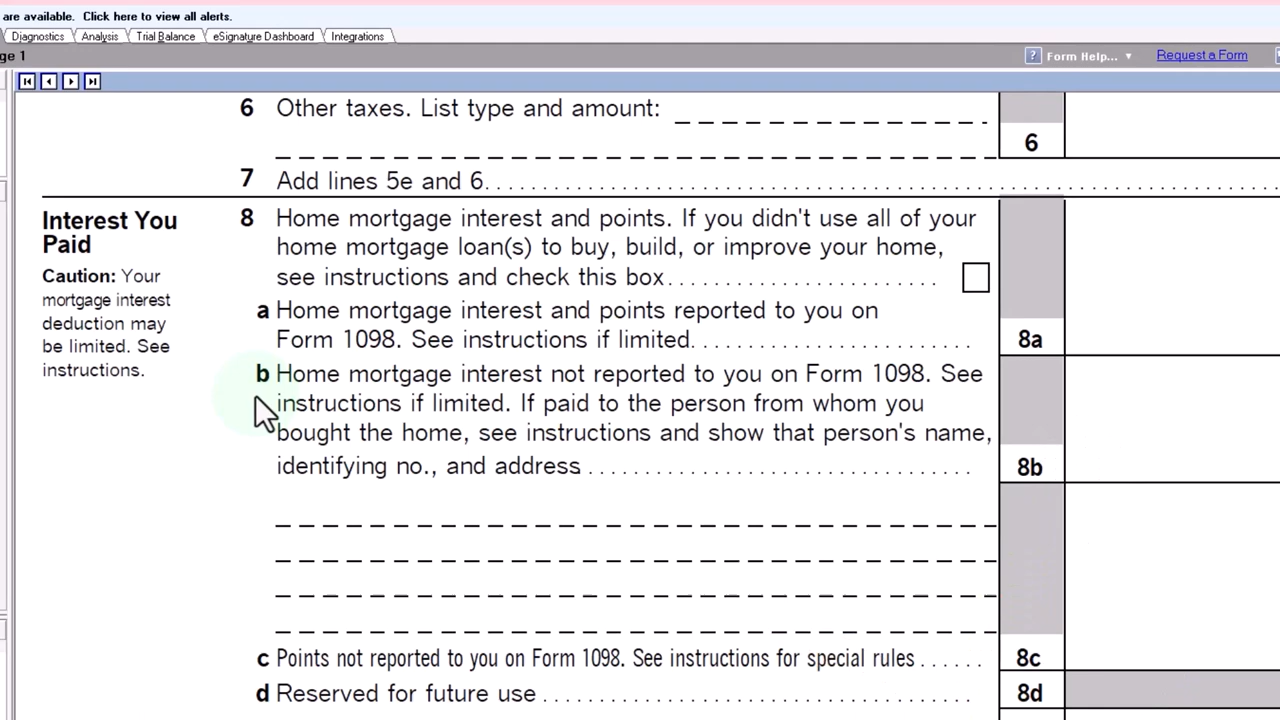 are available. Click here to view all alerts.
Diagnostics Analysis Trial Balance eSignature Dashboard Integrations
ge 1 ? Form Help... Request a Form
6 Other taxes. List type and amount:
6
7 Add lines 5e and 6
Interest You Paid
Caution: Your
mortgage interest
deduction may
be limited. See
instructions.
8 Home mortgage interest and points. If you didn't use all of your
home mortgage loan(s) to buy, build, or improve your home,
see instructions and check this box
a Home mortgage interest and points reported to you on
Form 1098. See instructions if limited. 8a
b Home mortgage interest not reported to you on Form 1098. See
instructions if limited. If paid to the person from whom you
bought the home, see instructions and show that person's name,
identifying no., and address 8b
c Points not reported to you on Form 1098. See instructions for special rules 8c
d Reserved for future use 8d